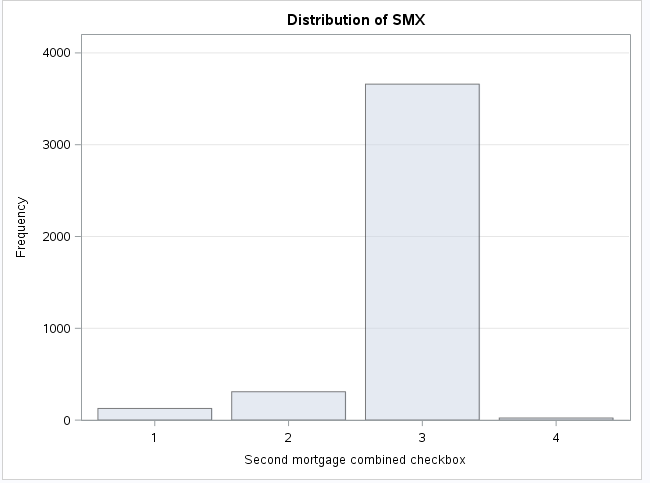 Distribution of SMX
4000
3000
2000
1000
0
Frequency
1 2 3 4
Second mortgage combined checkbox